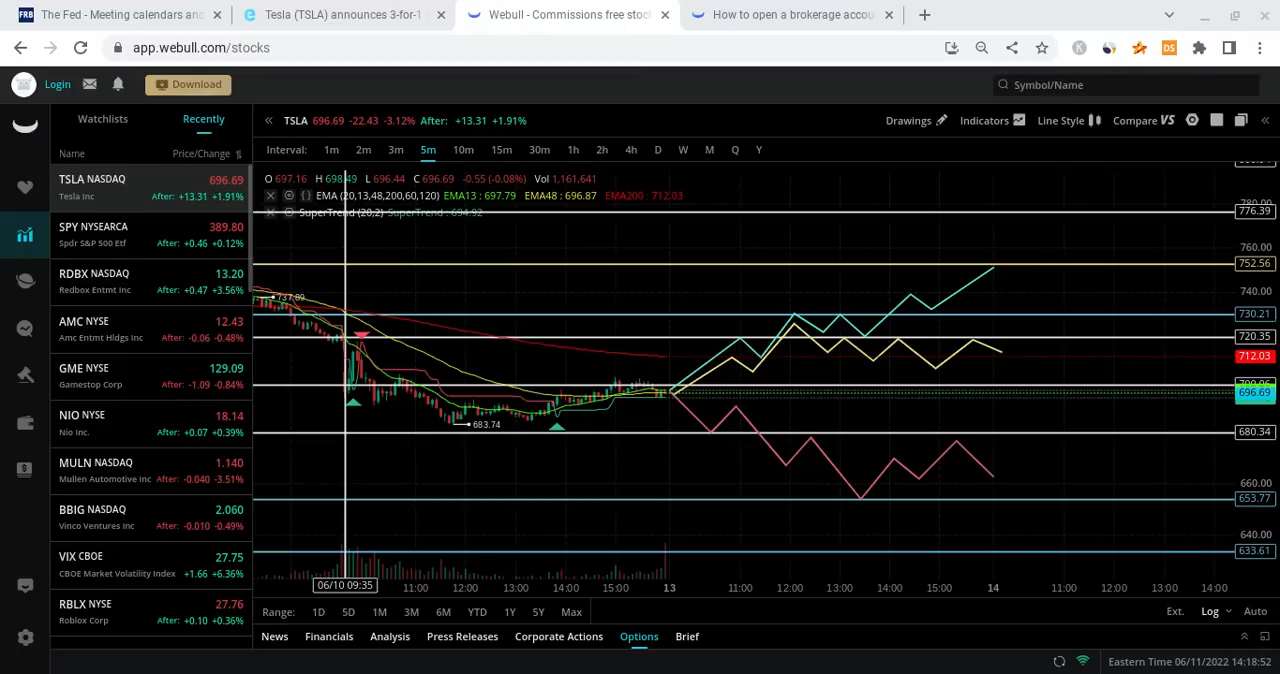 The Fed - Meeting calendars and
Tesla (TSLA) announces 3-for-1
Webull - Commissions free stoc
How to open a brokerage accou
app.webull.com/stocks
Login
Download
Symbol/Name
Watchlists Recently
Name Price/Change
TSLA NASDAQ 696.69
Tesla Inc After: +13.31 +1.91%
SPY NYSEARCA 389.80
Spdr S&P 500 Etf After: +0.46 +0.12%
RDBX NASDAQ 13.20
Redbox Entmt Inc After: +0.47 +3.56%
AMC NYSE 12.43
Amc Entmt Hldgs Inc After: -0.06 -0.48%
GME NYSE 129.09
Gamestop Corp After: -1.09 -0.84%
NIO NYSE 18.14
Nio Inc. After: +0.07 +0.39%
MULN NASDAQ 1.140
Mullen Automotive Inc After: -0.040 -3.51%
BBIG NASDAQ 2.060
Vinco Ventures Inc After: -0.010 -0.49%
VIX CBOE 27.75
CBOE Market Volatility Index +1.66 +6.36%
RBLX NYSE 27.76
Roblox Corp After: +0.10 +0.36%
TSLA 696.69 -22.43 -3.12% After: +13.31 +1.91%
Drawings Indicators Line Style Compare VS
Interval: 1m 2m 3m 5m 10m 15m 30m 1h 2h 4h D W M Q Y
O 697.16 H 698.49 L 696.44 C 696.69 -0.55 (-0.08%) Vol 1,161,641
EMA (20,13,48,200,60,120) EMA13 : 697.79 EMA48 : 696.87 EMA200 : 712.03
SuperTrend (20,2) SuperTrend : 694.92
737.89
683.74
780.00
776.39
760.00
752.56
740.00
730.21
720.35
712.03
696.69
680.34
660.00
653.77
640.00
633.61
06/10 09:35
11:00 12:00 13:00 14:00 15:00 13 11:00 12:00 13:00 14:00 15:00 14 11:00 12:00 13:00 14:00
Range: 1D 5D 1M 3M 6M YTD 1Y 5Y Max
Ext. Log Auto
News Financials Analysis Press Releases Corporate Actions Options Brief
Eastern Time 06/11/2022 14:18:52
FRB
K
DS